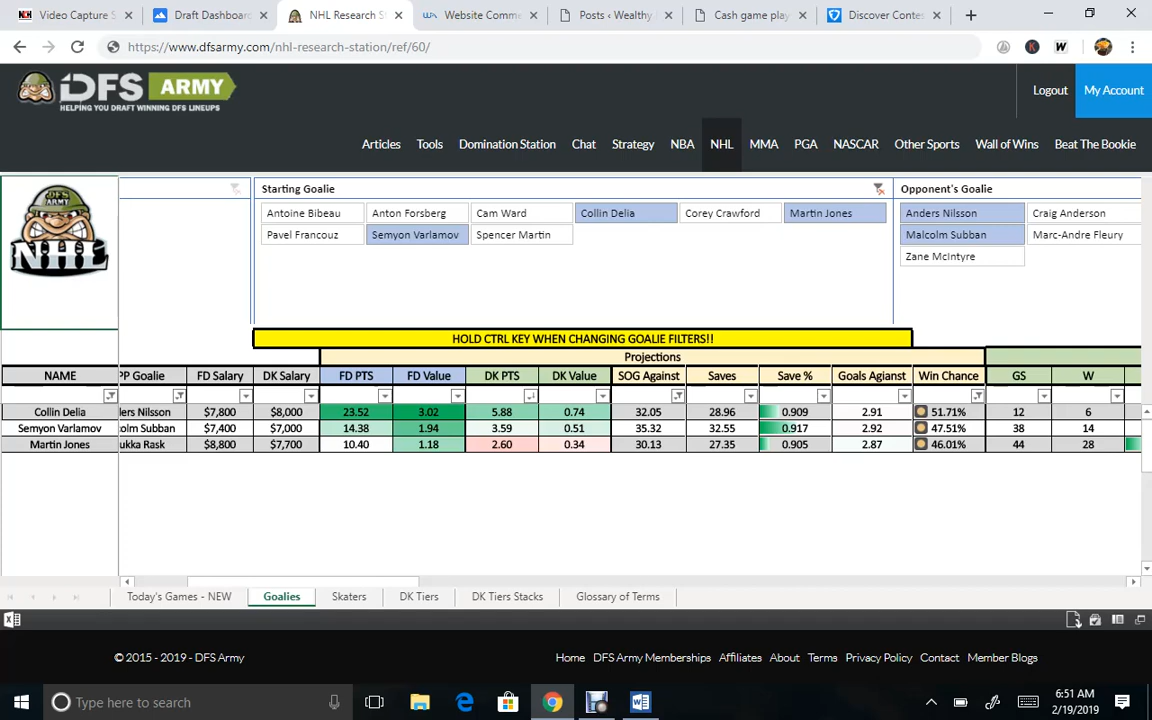 Video Capture S
Draft Dashboar
NHL Research St
Website Comme
Posts ‹ Wealthy
Cash game play
Discover Contes
https://www.dfsarmy.com/nhl-research-station/ref/60/
DFS ARMY
HELPING YOU DRAFT WINNING DFS LINEUPS
Logout
My Account
Articles Tools Domination Station Chat Strategy NBA NHL MMA PGA NASCAR Other Sports Wall of Wins Beat The Bookie
DFS ARMY
NHL
Starting Goalie
Antoine Bibeau Anton Forsberg Cam Ward Collin Delia Corey Crawford Martin Jones
Pavel Francouz Semyon Varlamov Spencer Martin
Opponent's Goalie
Anders Nilsson Craig Anderson
Malcolm Subban Marc-Andre Fleury
Zane McIntyre
HOLD CTRL KEY WHEN CHANGING GOALIE FILTERS!!
Projections
NAME PP Goalie FD Salary DK Salary FD PTS FD Value DK PTS DK Value SOG Against Saves Save % Goals Agianst Win Chance GS W
Collin Delia lers Nilsson $7,800 $8,000 23.52 3.02 5.88 0.74 32.05 28.96 0.909 2.91 51.71% 12 6
Semyon Varlamov olm Subban $7,400 $7,000 14.38 1.94 3.59 0.51 35.32 32.55 0.917 2.92 47.51% 38 14
Martin Jones ukka Rask $8,800 $7,700 10.40 1.18 2.60 0.34 30.13 27.35 0.905 2.87 46.01% 44 28
Today's Games - NEW Goalies Skaters DK Tiers DK Tiers Stacks Glossary of Terms
© 2015 - 2019 - DFS Army
Home DFS Army Memberships Affiliates About Terms Privacy Policy Contact Member Blogs
Type here to search
6:51 AM
2/19/2019